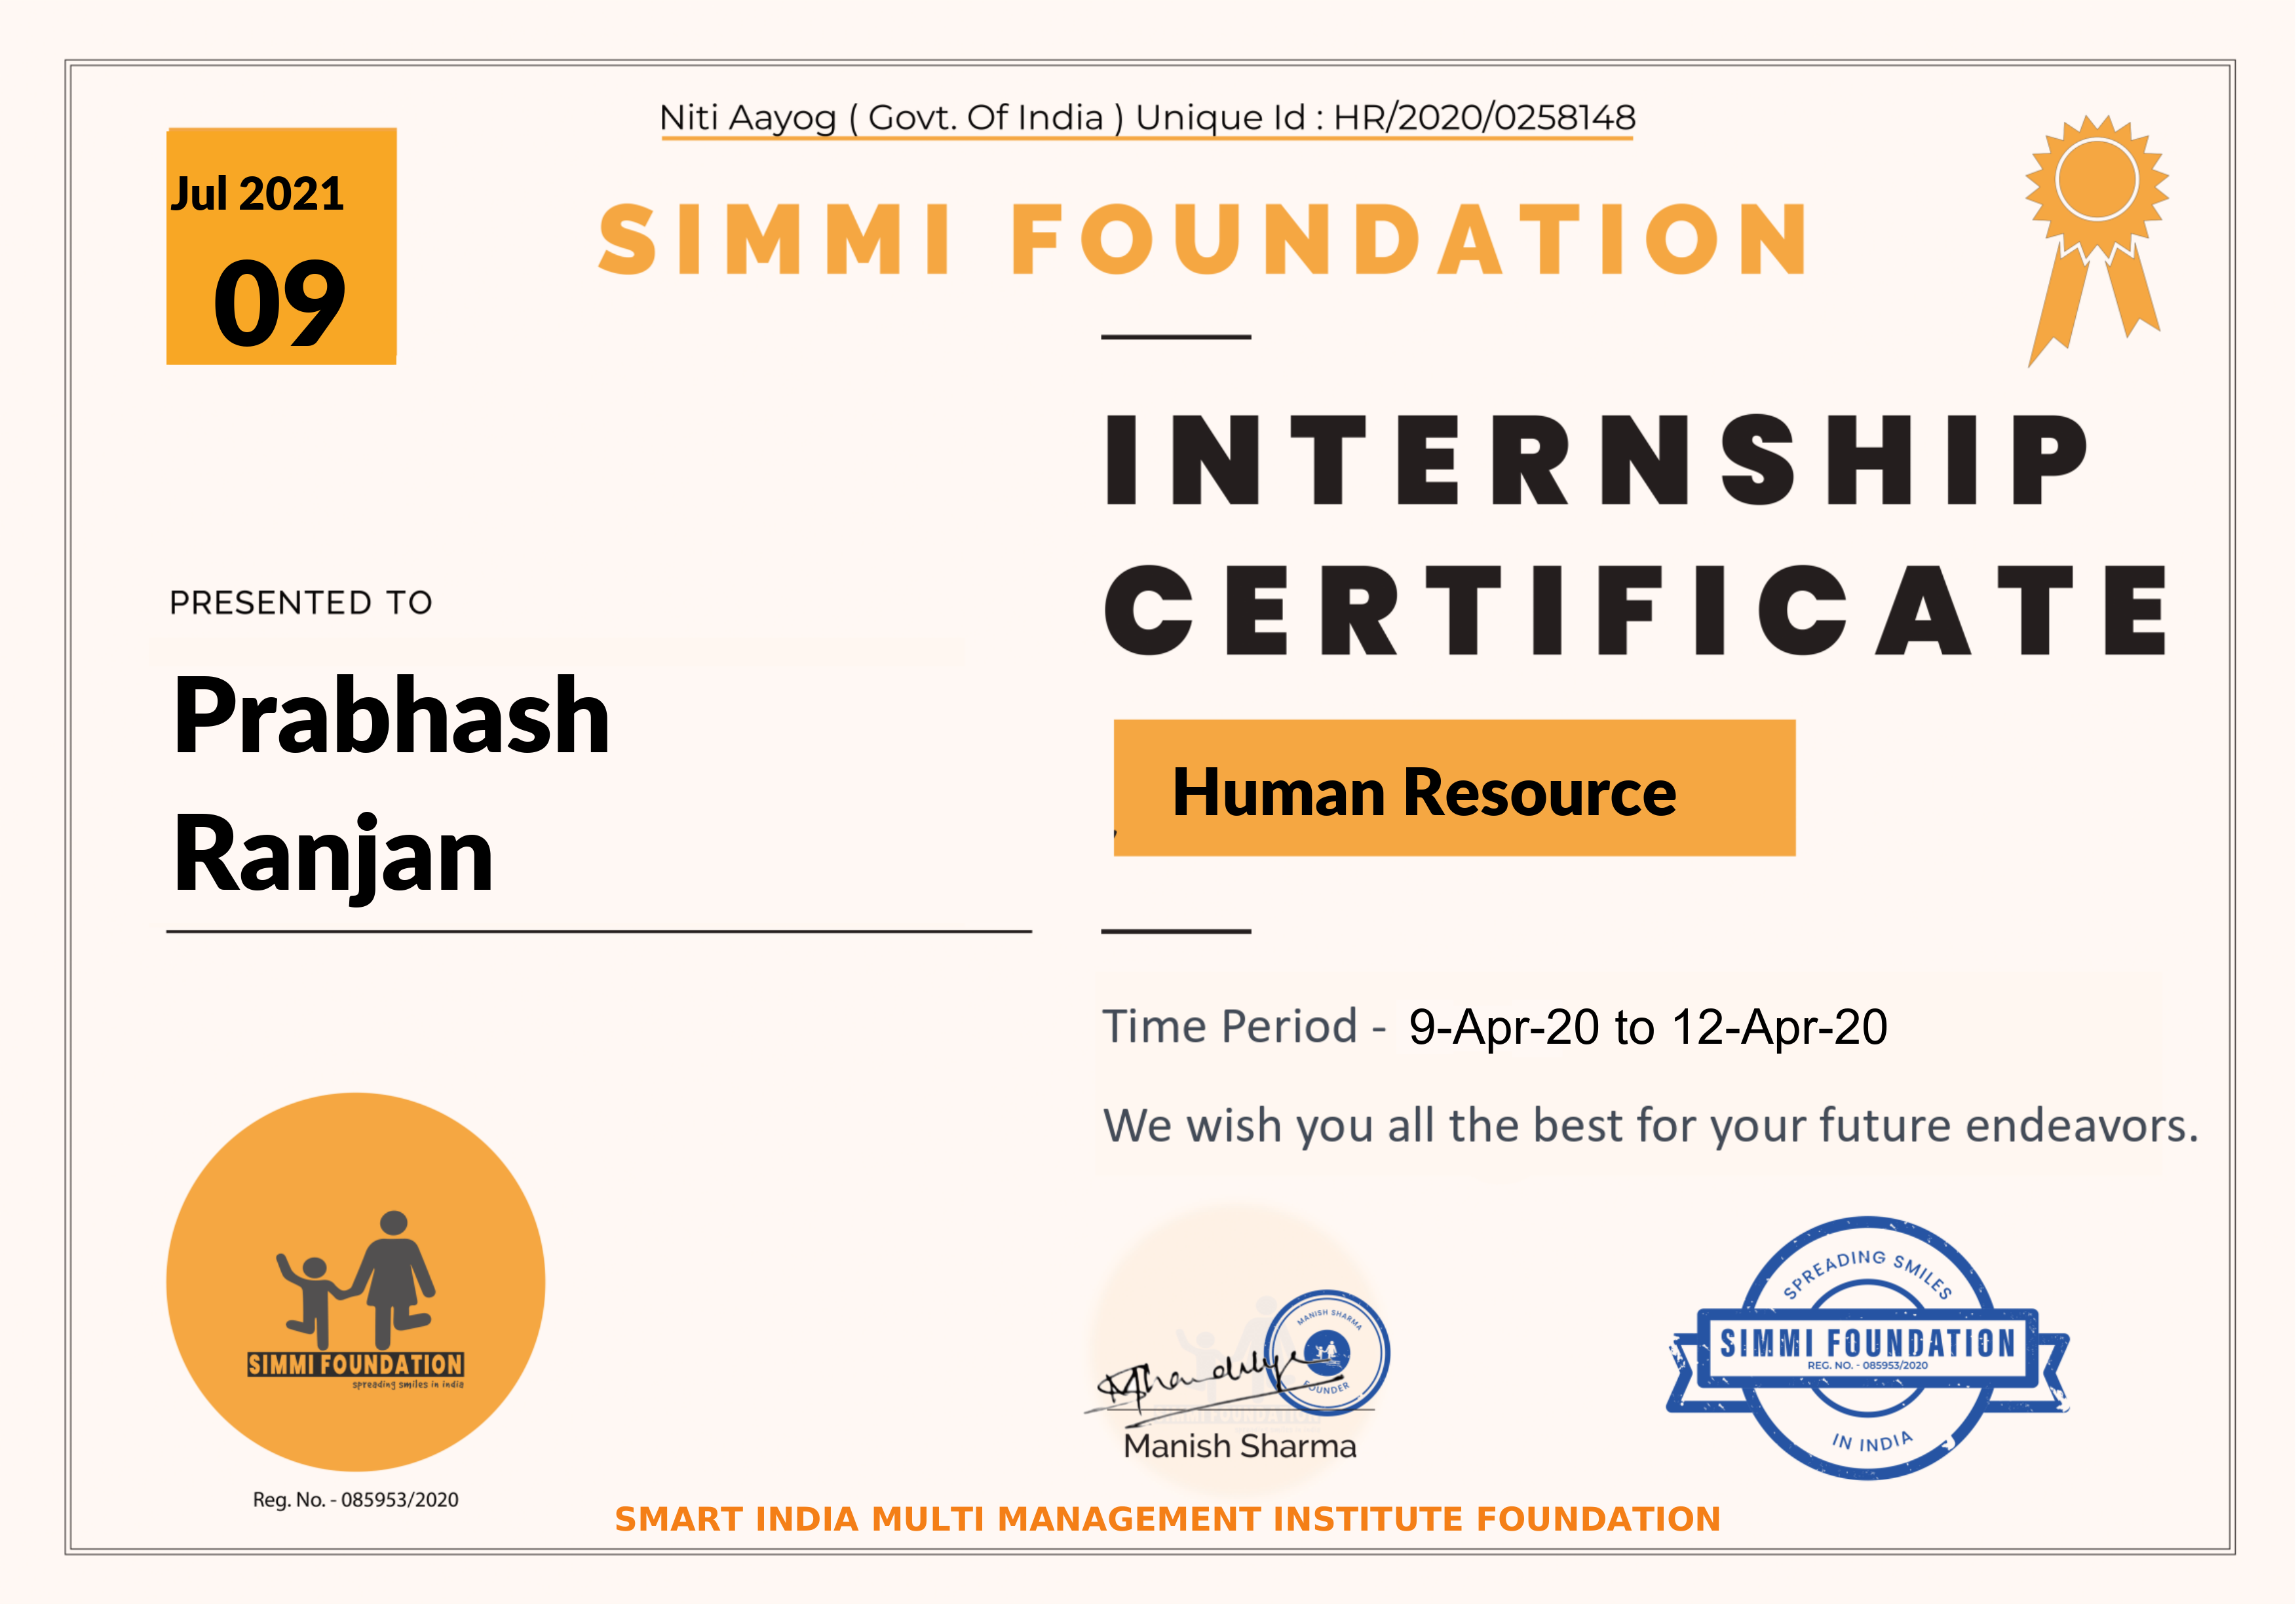 Niti Aayog ( Govt. Of India ) Unique Id : HR/2020/0258148
Jul 2021
09
SIMMI FOUNDATION
INTERNSHIP
CERTIFICATE
PRESENTED TO
Prabhash
Ranjan
Human Resource
Time Period - 9-Apr-20 to 12-Apr-20
We wish you all the best for your future endeavors.
SIMMI FOUNDATION
spreading smiles in india
Reg. No. - 085953/2020
MANISH SHARMA
FOUNDER
SIMMI FOUNDATION
Manish Sharma
SPREADING SMILES
SIMMI FOUNDATION
REG. NO. - 085953/2020
IN INDIA
SMART INDIA MULTI MANAGEMENT INSTITUTE FOUNDATION